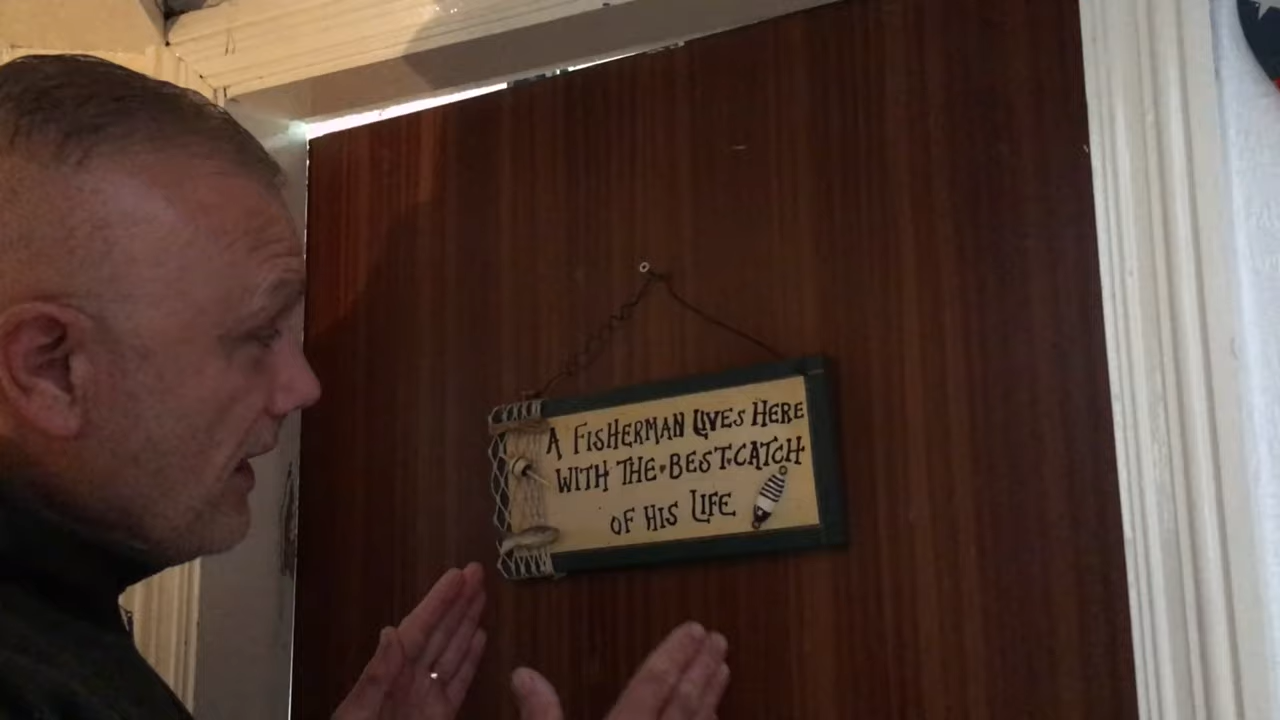 A FISHERMAN LIVES HERE
WITH THE•BEST•CATCH
OF HIS LIFE